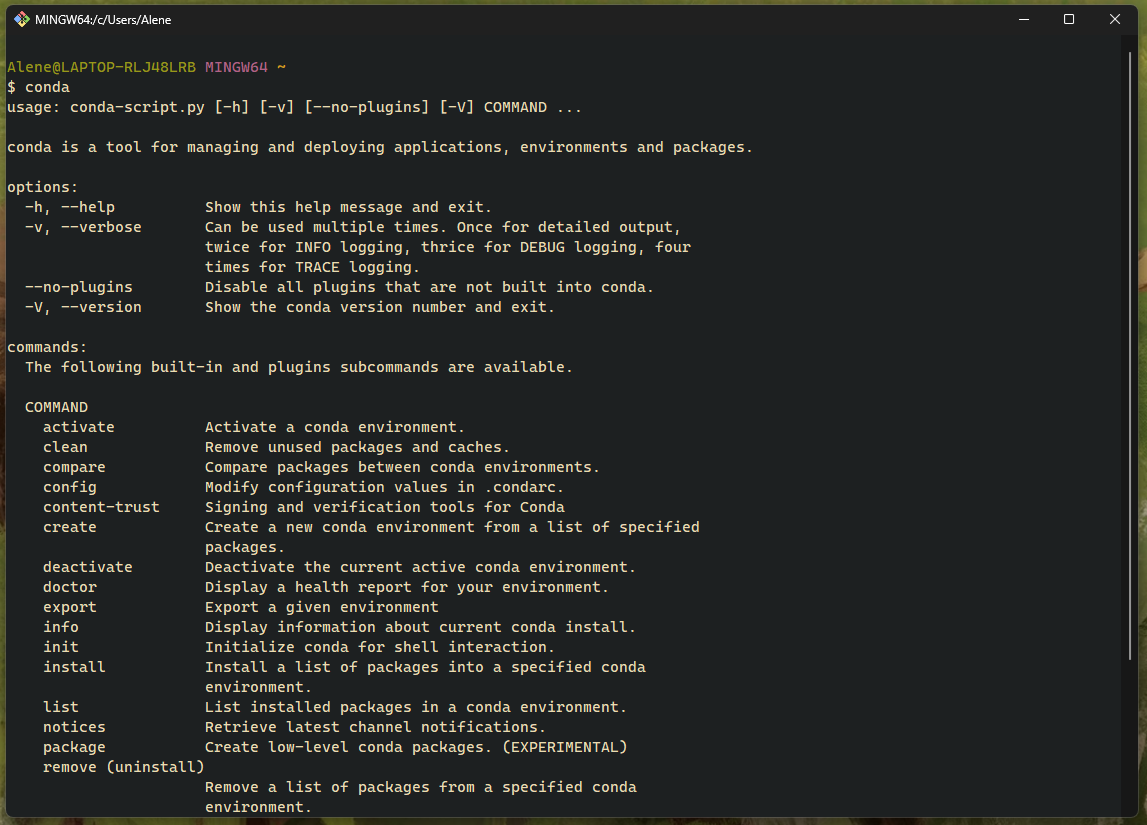 MINGW64:/c/Users/Alene
Alene@LAPTOP-RLJ48LRB MINGW64 ~
$ conda
usage: conda-script.py [-h] [-v] [--no-plugins] [-V] COMMAND ...
conda is a tool for managing and deploying applications, environments and packages.
options:
-h, --help Show this help message and exit.
-v, --verbose Can be used multiple times. Once for detailed output,
twice for INFO logging, thrice for DEBUG logging, four
times for TRACE logging.
--no-plugins Disable all plugins that are not built into conda.
-V, --version Show the conda version number and exit.
commands:
The following built-in and plugins subcommands are available.
COMMAND
activate Activate a conda environment.
clean Remove unused packages and caches.
compare Compare packages between conda environments.
config Modify configuration values in .condarc.
content-trust Signing and verification tools for Conda
create Create a new conda environment from a list of specified
packages.
deactivate Deactivate the current active conda environment.
doctor Display a health report for your environment.
export Export a given environment
info Display information about current conda install.
init Initialize conda for shell interaction.
install Install a list of packages into a specified conda
environment.
list List installed packages in a conda environment.
notices Retrieve latest channel notifications.
package Create low-level conda packages. (EXPERIMENTAL)
remove (uninstall)
Remove a list of packages from a specified conda
environment.